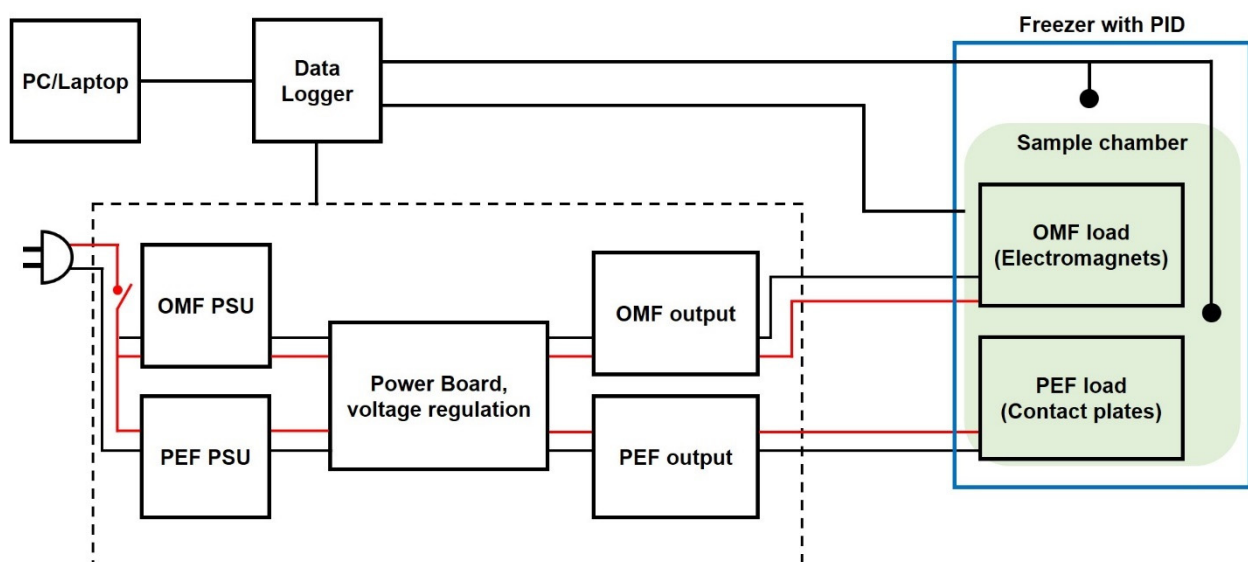 Freezer with PID
PC/Laptop
Data
Logger
Sample chamber
OMF load
(Electromagnets)
OMF PSU
OMF output
Power Board,
voltage regulation
PEF load
(Contact plates)
PEF PSU
PEF output